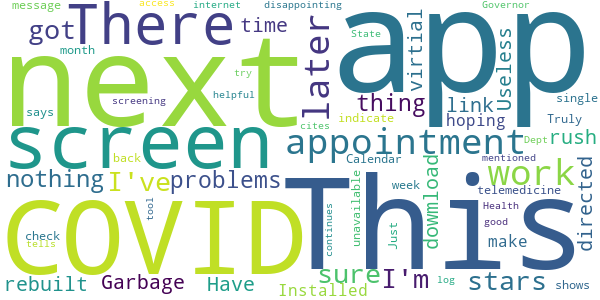 message
There
access
internet
disappointing
Governor
got
time
later
app
virtial
State
Useless
month
next
screening
says
try
helpful
thing
link
single
hoping
Truly
indicate
screen
appointment
cites
Dept
rush
back
nothing
I've
problems
Calendar
mentioned
work
directed
COVID
This
tool
week
unavailable
telemedicine
dowmload
Health
good
check
continues
Just
make
tells
rebuilt
Garbage
Have
sure
I'm
log
stars
shows
Installed